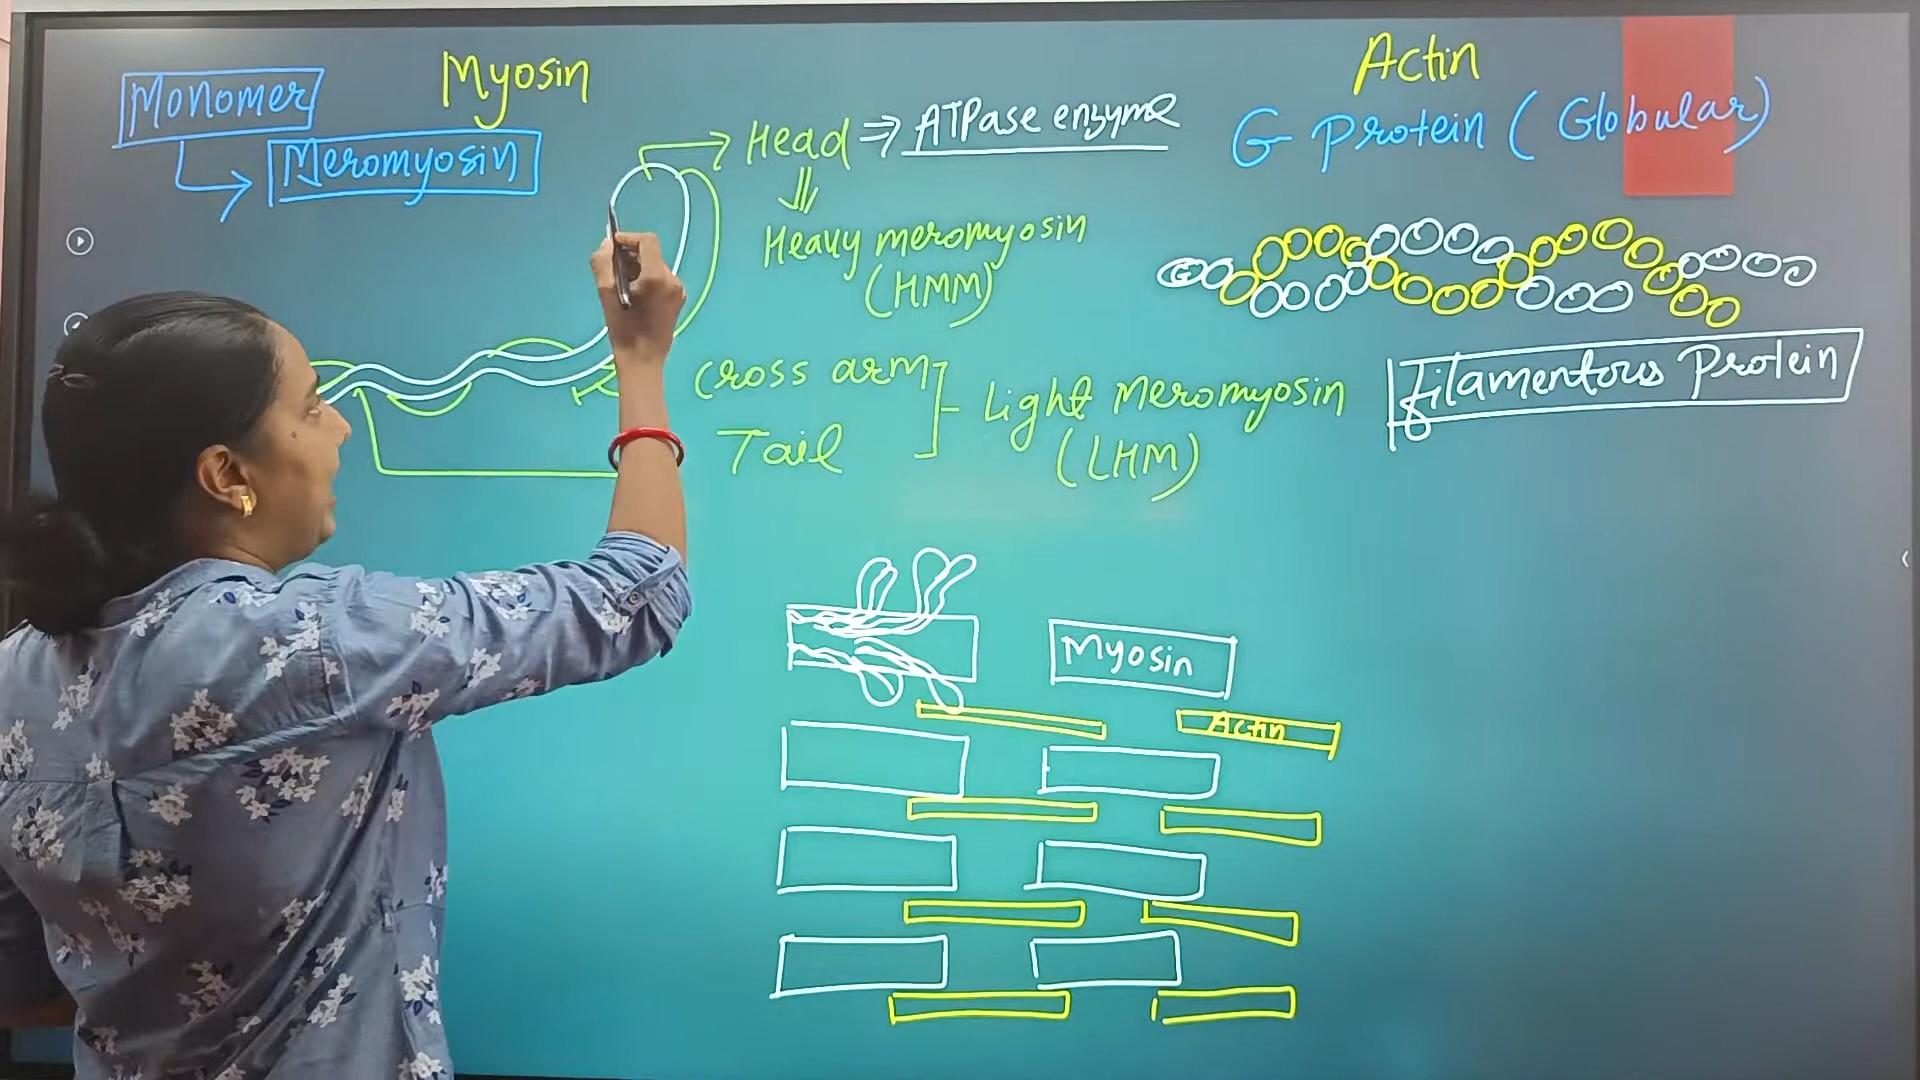 Monomer
Myosin
Meromyosin
Head ⇒ ATPase enzyme
Heavy meromyosin
(HMM)
Cross arm
Tail
Light Meromyosin
(LHM)
Actin
G- Protein ( Globular)
G
Filamentous Protein
Myosin
Actin